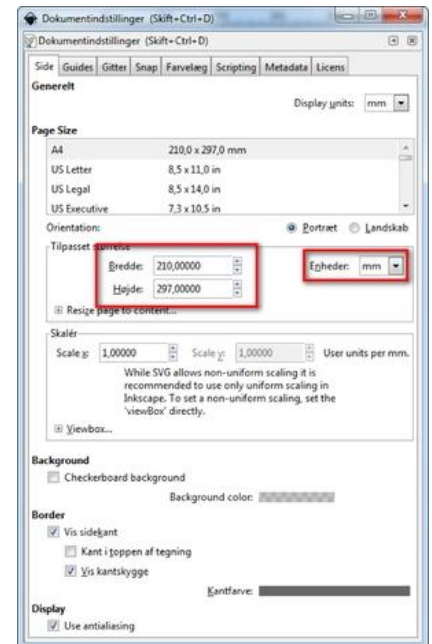 Dokumentindstillinger (Skift+Ctrl+D)
Dokumentindstillinger (Skift+Ctrl+D)
Side Guides Gitter Snap Farvelæg Scripting Metadata Licens
Generelt
Display units: mm
Page Size
A4 210,0 x 297,0 mm
US Letter 8,5 x 11,0 in
US Legal 8,5 x 14,0 in
US Executive 7,3 x 10,5 in
Orientation: Portræt Landskab
Tilpasset størrelse
Bredde: 210,00000 Enheder: mm
Højde: 297,00000
Resize page to content...
Skalér
Scale x: 1,00000 Scale y: 1,00000 User units per mm.
While SVG allows non-uniform scaling it is
recommended to use only uniform scaling in
Inkscape. To set a non-uniform scaling, set the
'viewBox' directly.
Viewbox...
Background
Checkerboard background
Background color:
Border
Vis sidekant
Kant i toppen af tegning
Vis kantskygge
Kantfarve:
Display
Use antialiasing